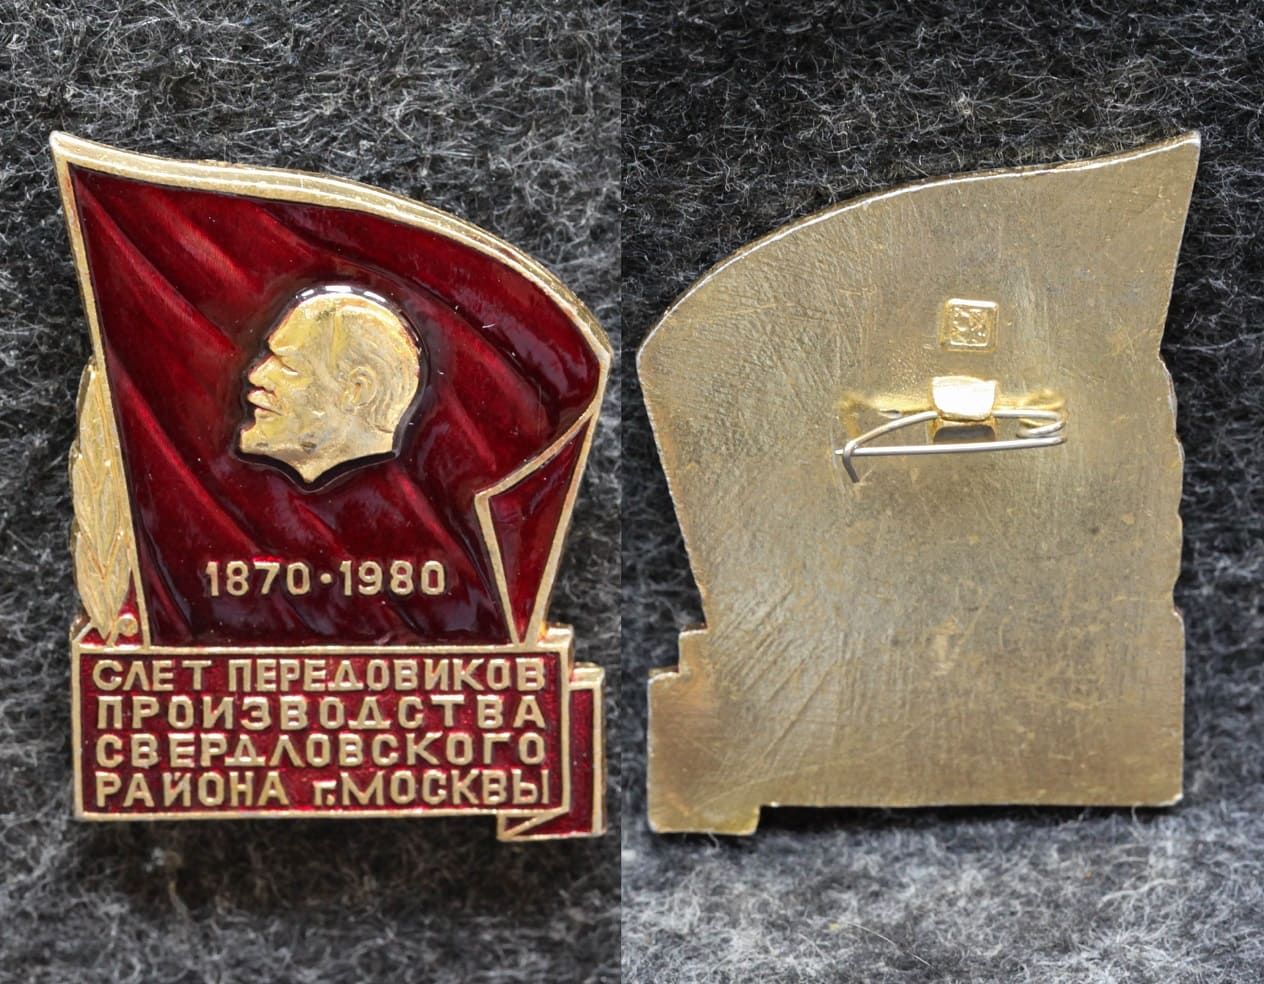 1870·1980
СЛЕТ ПЕРЕДОВИКОВ
ПРОИЗВОДСТВА
СВЕРДЛОВСКОГО
РАЙОНА г.МОСКВЫ